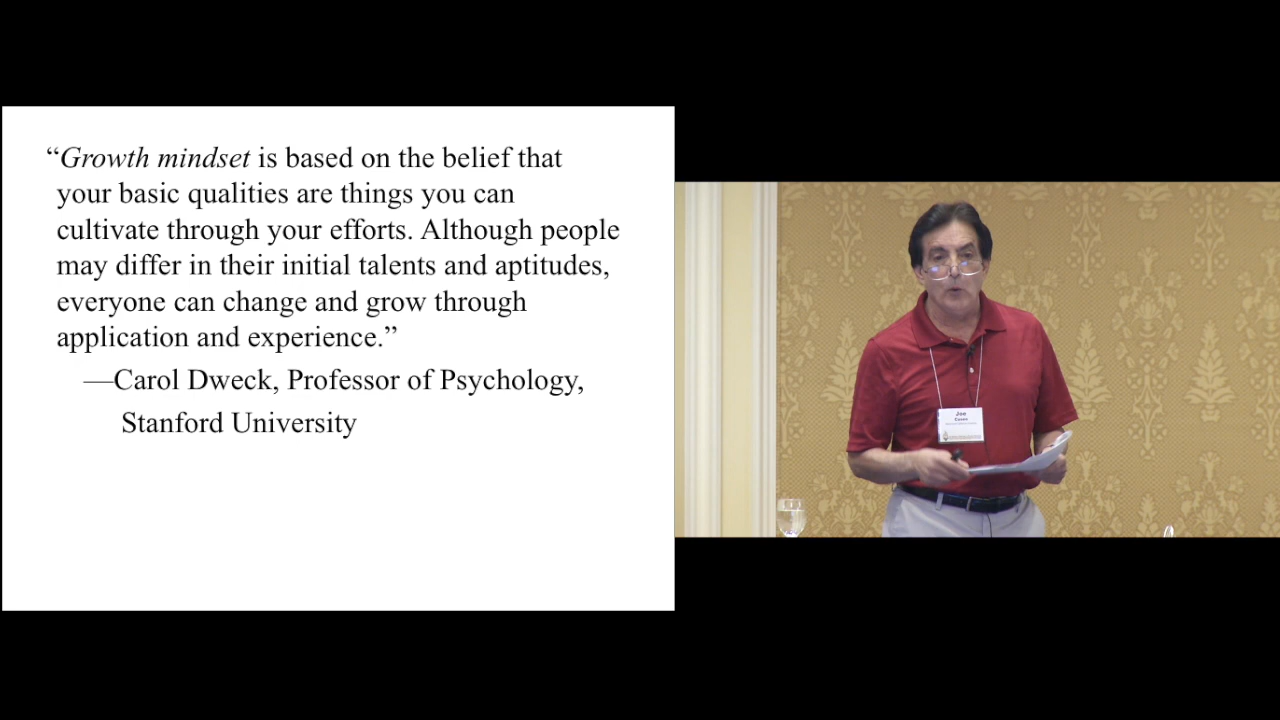 “Growth mindset is based on the belief that
your basic qualities are things you can
cultivate through your efforts. Although people
may differ in their initial talents and aptitudes,
everyone can change and grow through
application and experience.”
—Carol Dweck, Professor of Psychology,
Stanford University
Joe